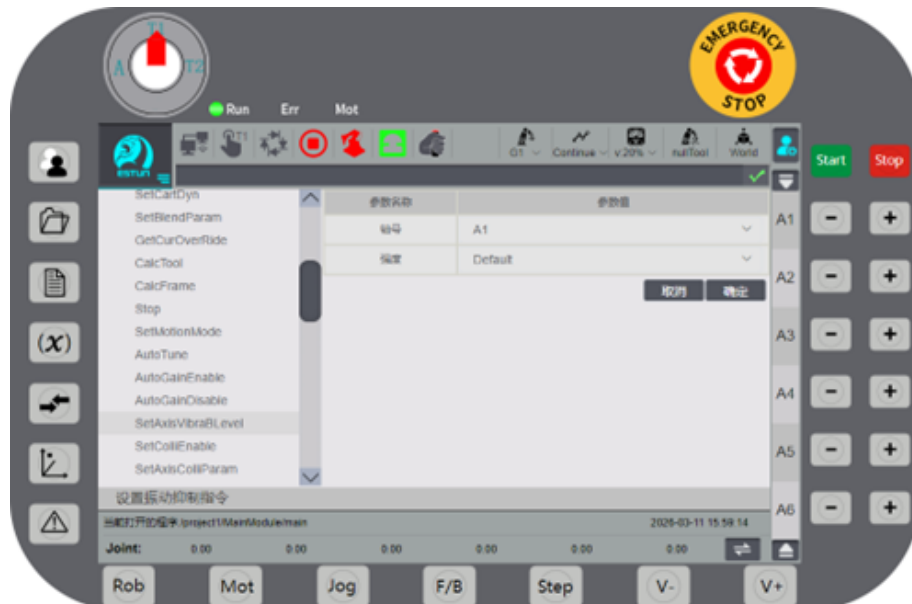 T1
A
T2
EMERGENCY
STOP
Run Err Mot
ESTUN
T1
G1 Continue v:20% nullTool World
Start Stop
SetCartDyn
SetBlendParam
GetCurOverRide
CalcTool
CalcFrame
Stop
SetMotionMode
AutoTune
AutoGainEnable
AutoGainDisable
SetAxisVibraBLevel
SetColliEnable
SetAxisColliParam
参数名称 参数值
轴号 A1
强度 Default
取消 确定
A1 - +
A2 - +
A3 - +
A4 - +
A5 - +
A6 - +
(x)
设置振动抑制指令
当前打开的程序:/project1/MainModule/main 2026-03-11 15:59:14
Joint: 0.00 0.00 0.00 0.00 0.00 0.00
Rob Mot Jog F/B Step V- V+